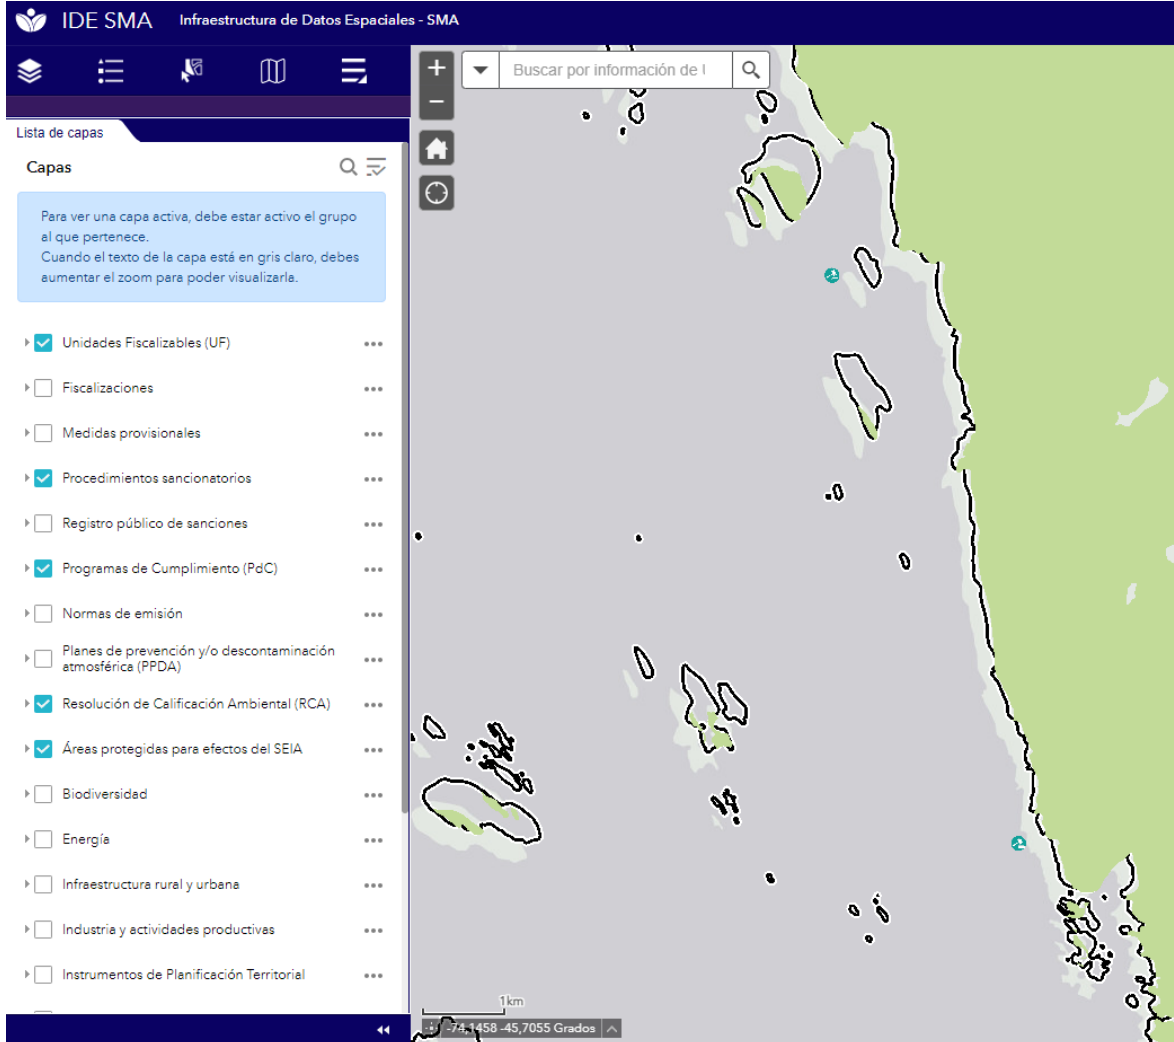 IDE SMA Infraestructura de Datos Espaciales - SMA
Buscar por información de U
Lista de capas
Capas
Para ver una capa activa, debe estar activo el grupo
al que pertenece.
Cuando el texto de la capa está en gris claro, debes
aumentar el zoom para poder visualizarla.
Unidades Fiscalizables (UF)
Fiscalizaciones
Medidas provisionales
Procedimientos sancionatorios
Registro público de sanciones
Programas de Cumplimiento (PdC)
Normas de emisión
Planes de prevención y/o descontaminación
atmosférica (PPDA)
Resolución de Calificación Ambiental (RCA)
Áreas protegidas para efectos del SEIA
Biodiversidad
Energía
Infraestructura rural y urbana
Industria y actividades productivas
Instrumentos de Planificación Territorial
1km
-74,1458 -45,7055 Grados